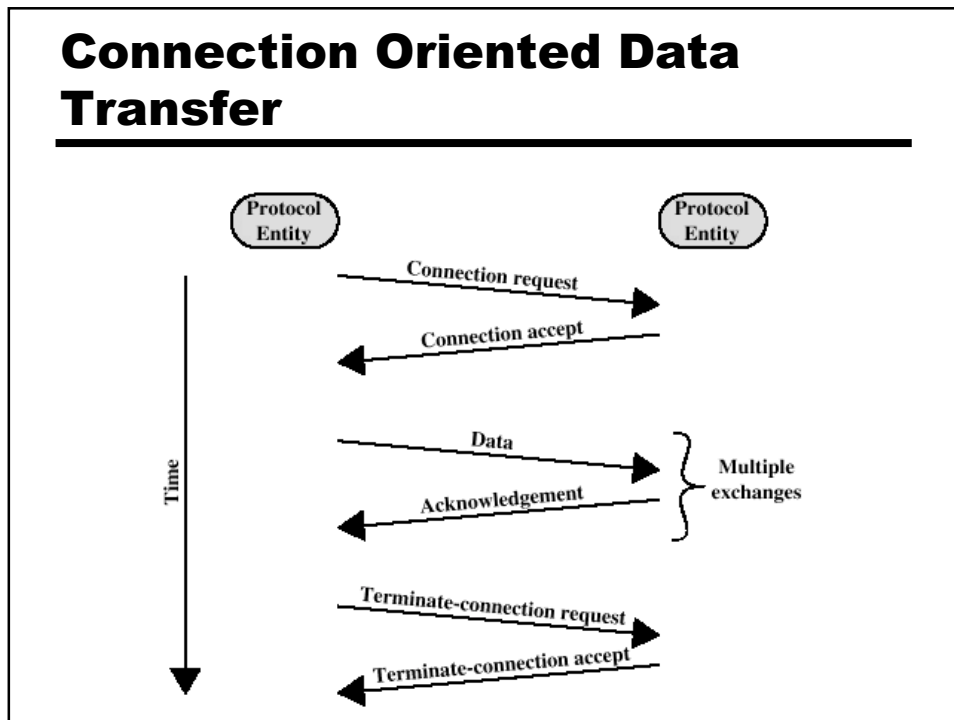 Connection Oriented Data
Transfer
Protocol
Entity
Protocol
Entity
Connection request
Connection accept
Data
Multiple
exchanges
Acknowledgement
Time
Terminate-connection request
Terminate-connection accept